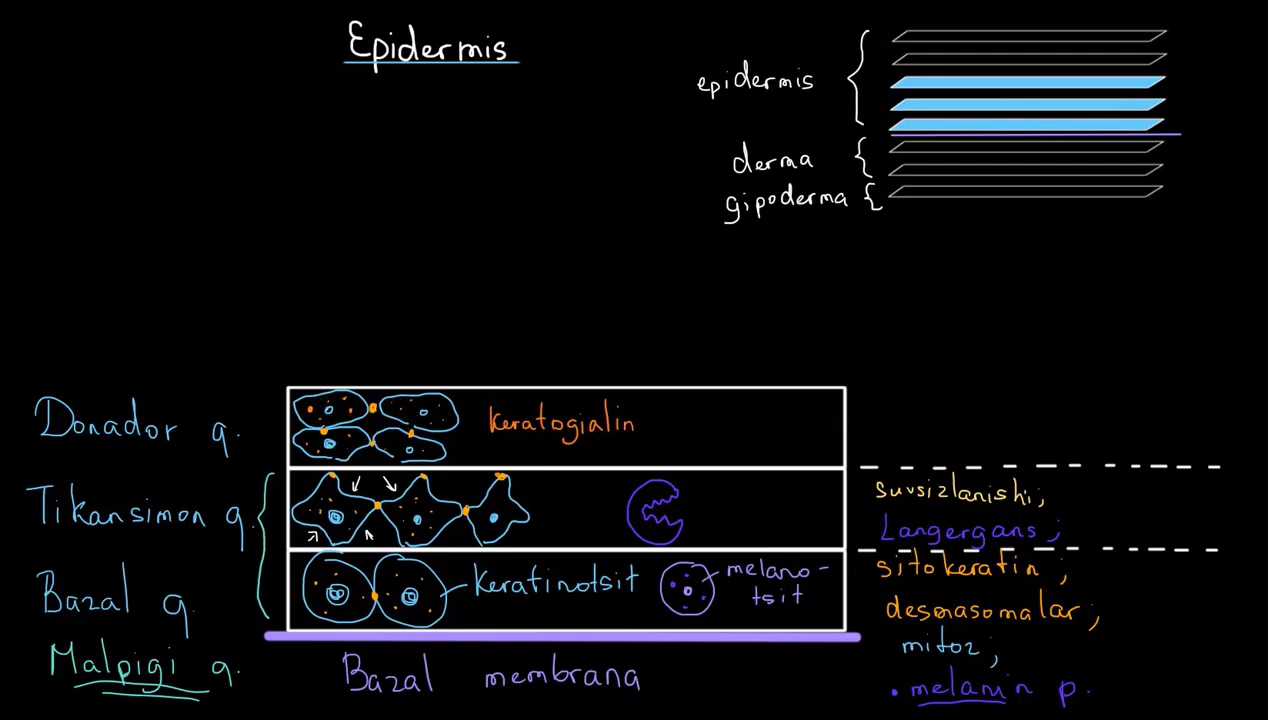 Epidermis
epidermis
derma
gipoderma
Donador q.
keratogialin
Tikansimon q.
suvsizlanishi;
Langergans;
Bazal q.
keratinotsit
melano-
tsit
sitokeratin;
desmasomalar;
mitoz;
• melanin p.
Malpigi q.
Bazal membrana